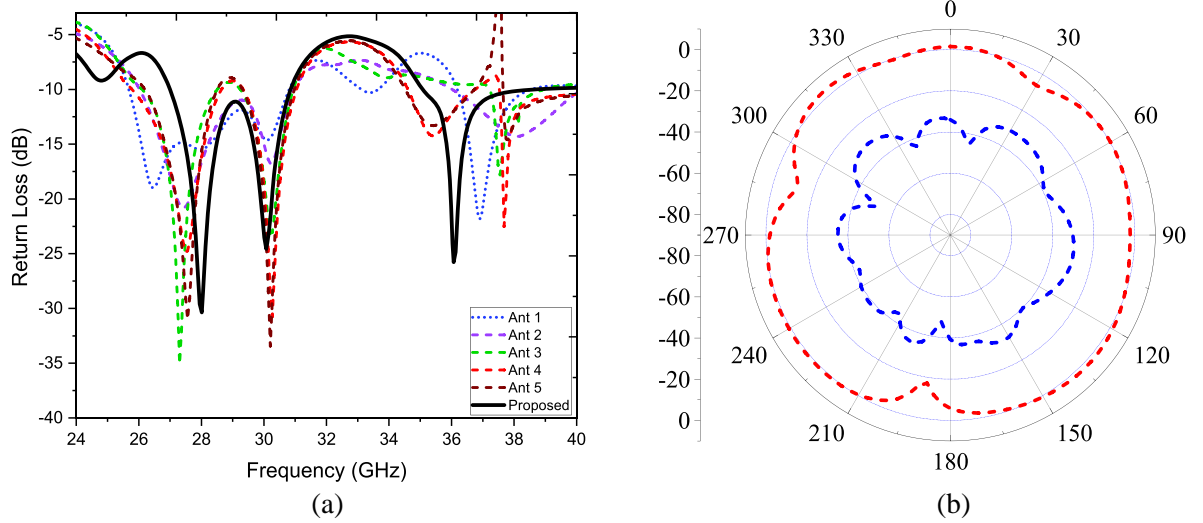 -5
-10
-15
-20
-25
-30
-35
-40
Return Loss (dB)
24 26 28 30 32 34 36 38 40
Frequency (GHz)
Ant 1
Ant 2
Ant 3
Ant 4
Ant 5
Proposed
(a)
0
-20
-40
-60
-80
-80
-60
-40
-20
0
0
30
60
90
120
150
180
210
240
270
300
330
(b)